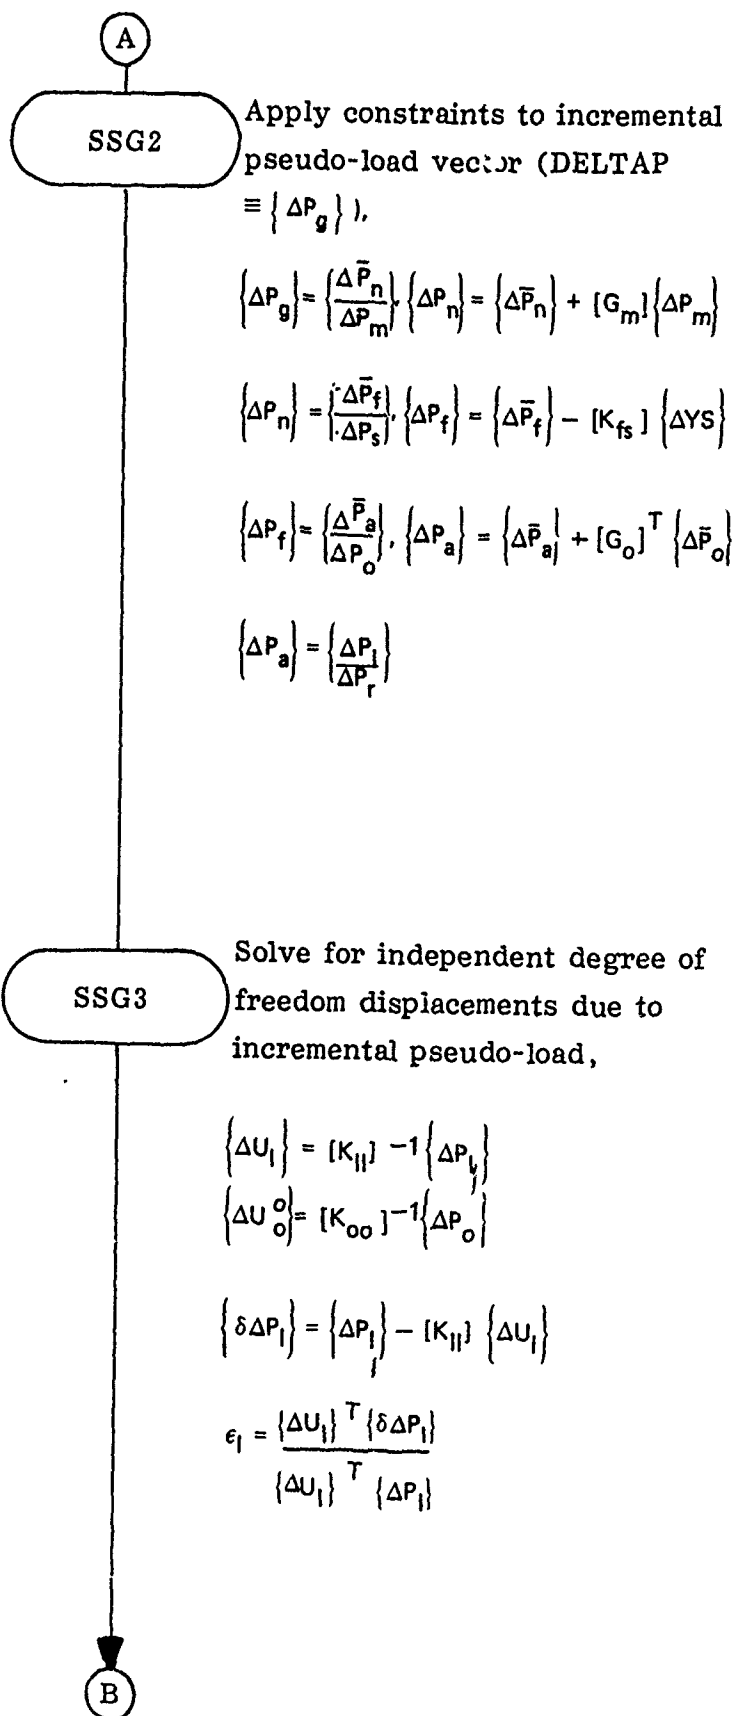 A
SSG2
Apply constraints to incremental
pseudo-load vector (DELTAP
≡ {ΔP_g}),
{ΔP_g} = {ΔP̄_n / ΔP_m}, {ΔP_n} = {ΔP̄_n} + [G_m]{ΔP_m}
{ΔP_n} = {ΔP̄_f / ΔP_s}, {ΔP_f} = {ΔP̄_f} − [K_fs] {ΔYS}
{ΔP_f} = {ΔP̄_a / ΔP_o}, {ΔP_a} = {ΔP̄_a} + [G_o]^T {ΔP̄_o}
{ΔP_a} = {ΔP_l / ΔP_r}
SSG3
Solve for independent degree of
freedom displacements due to
incremental pseudo-load,
{ΔU_l} = [K_ll]^−1 {ΔP_l}
{ΔU_o^o} = [K_oo]^−1 {ΔP_o}
{δΔP_l} = {ΔP_l} − [K_ll] {ΔU_l}
ϵ_l = {ΔU_l}^T {δΔP_l} / {ΔU_l}^T {ΔP_l}
B